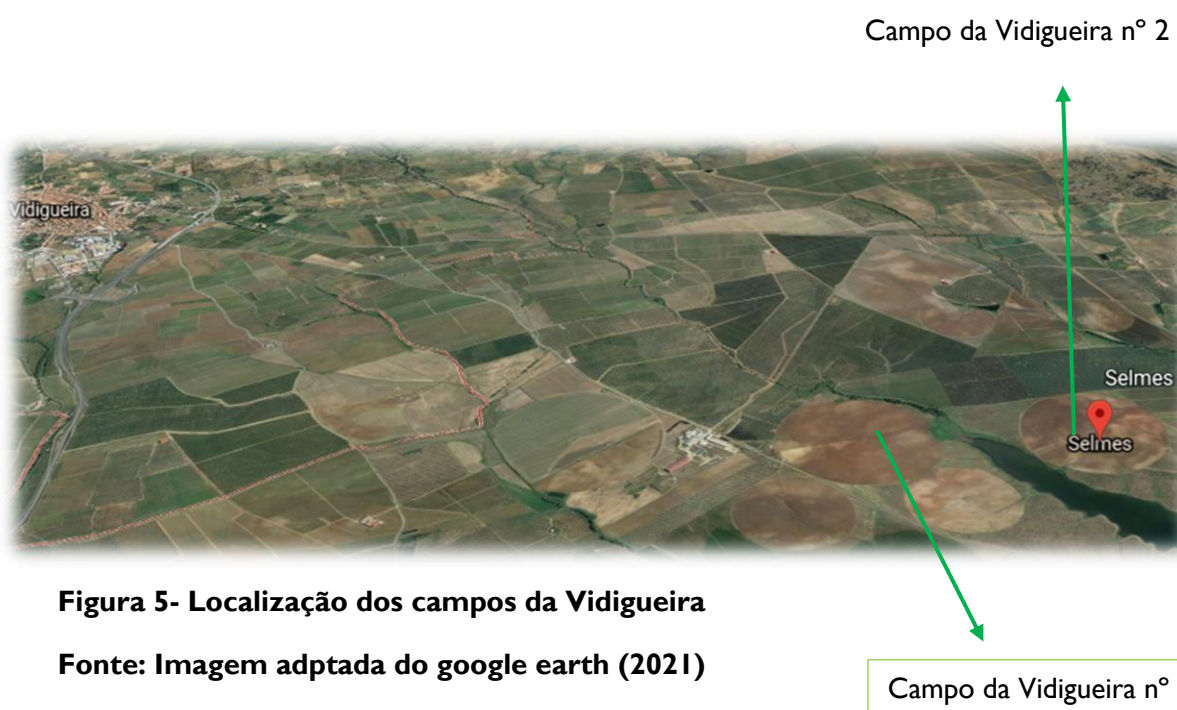 Campo da Vidigueira nº 2
Vidigueira
Selmes
Selmes
Figura 5- Localização dos campos da Vidigueira
Fonte: Imagem adptada do google earth (2021)
Campo da Vidigueira nº